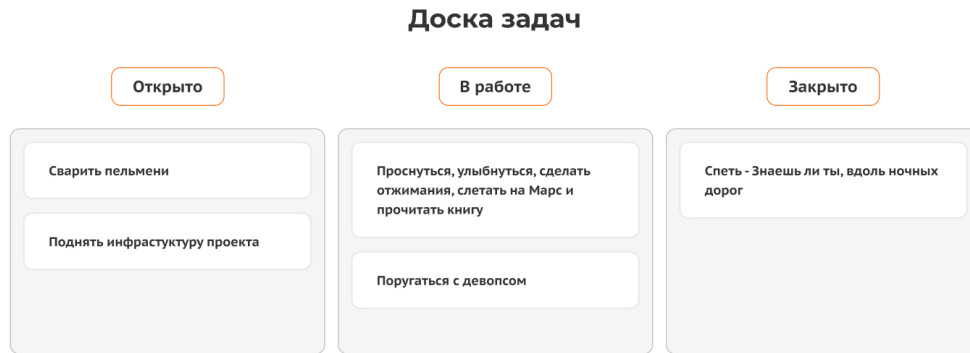 Доска задач
Открыто
В работе
Закрыто
Сварить пельмени
Поднять инфрастуктуру проекта
Проснуться, улыбнуться, сделать
отжимания, слетать на Марс и
прочитать книгу
Поругаться с девопсом
Спеть - Знаешь ли ты, вдоль ночных
дорог